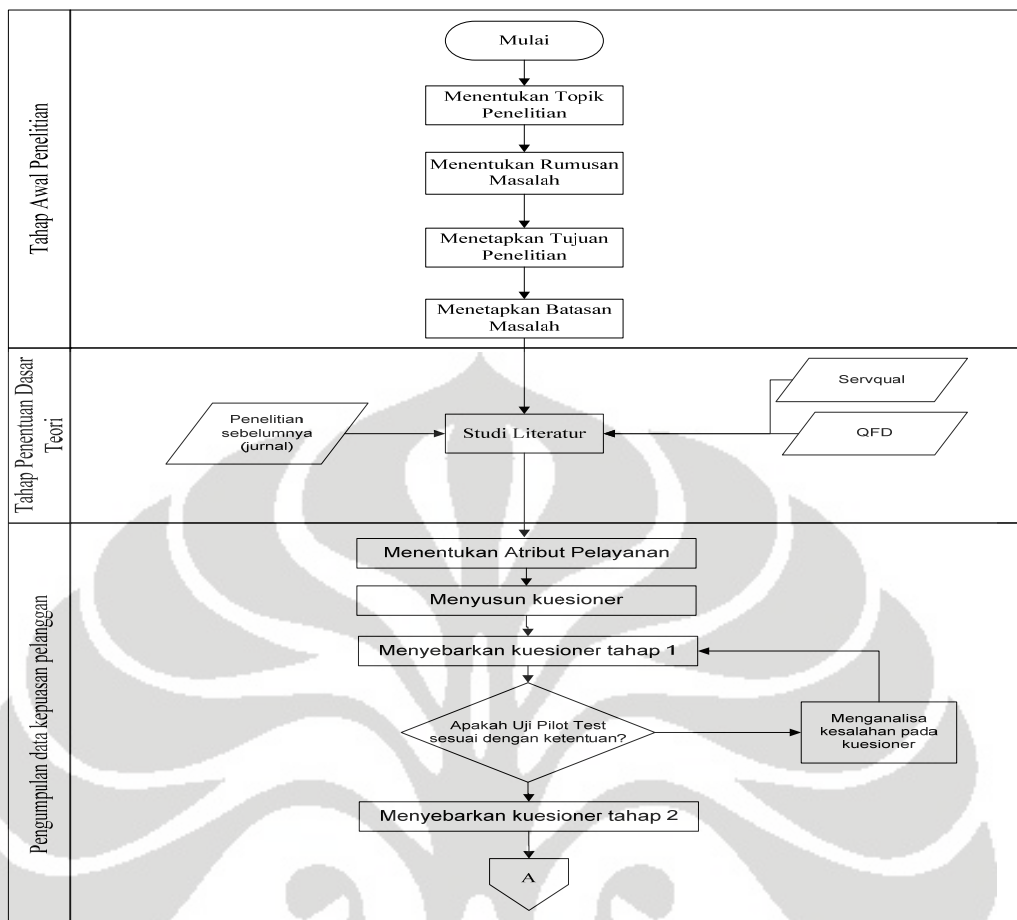 Tahap Awal Penelitian
Mulai
Menentukan Topik
Penelitian
Menentukan Rumusan
Masalah
Menetapkan Tujuan
Penelitian
Menetapkan Batasan
Masalah
Tahap Penentuan Dasar
Teori
Penelitian
sebelumnya
(jurnal)
Studi Literatur
Servqual
QFD
Pengumpulan data kepuasan pelanggan
Menentukan Atribut Pelayanan
Menyusun kuesioner
Menyebarkan kuesioner tahap 1
Apakah Uji Pilot Test
sesuai dengan ketentuan?
Menganalisa
kesalahan pada
kuesioner
Menyebarkan kuesioner tahap 2
A